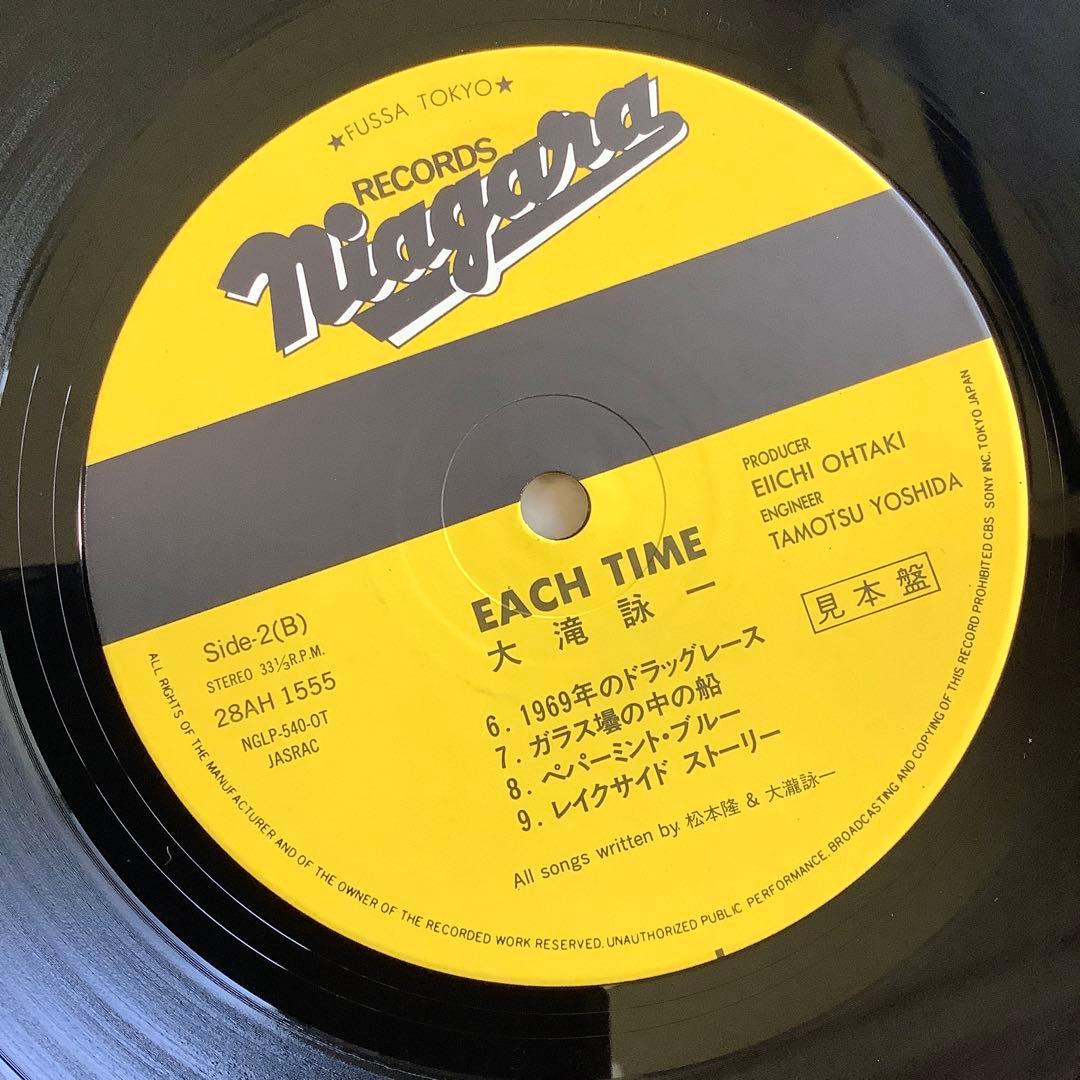 ★FUSSA TOKYO★
RECORDS
Niagara
PRODUCER
EIICHI OHTAKI
ENGINEER
TAMOTSU YOSHIDA
見本盤
EACH TIME
大滝詠一
Side-2(B)
STEREO 33⅓R.P.M.
28AH 1555
NGLP-540-OT
JASRAC
6. 1969年のドラッグレース
7. ガラス壜の中の船
8. ペパーミント・ブルー
9. レイクサイド ストーリー
All songs written by 松本隆 & 大瀧詠一
ALL RIGHTS OF THE MANUFACTURER AND OF THE OWNER OF THE RECORDED WORK RESERVED. UNAUTHORIZED PUBLIC PERFORMANCE, BROADCASTING AND COPYING OF THIS RECORD PROHIBITED CBS SONY INC. TOKYO JAPAN